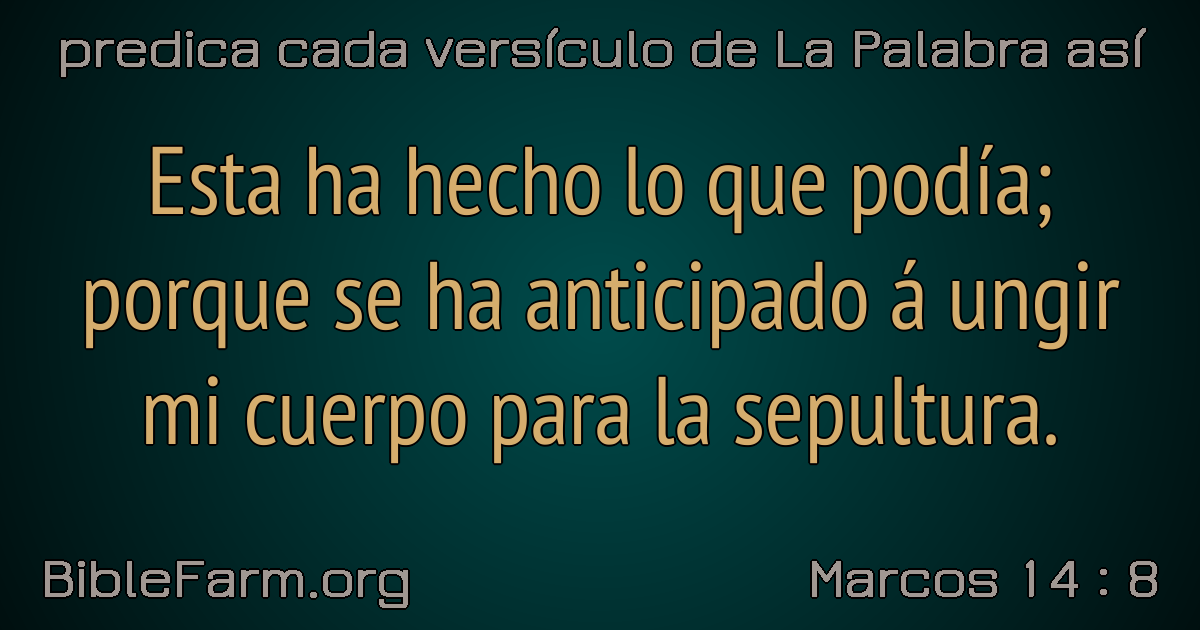 predica cada versículo de La Palabra así
Esta ha hecho lo que podía;
porque se ha anticipado á ungir
mi cuerpo para la sepultura.
BibleFarm.org
Marcos 14 : 8